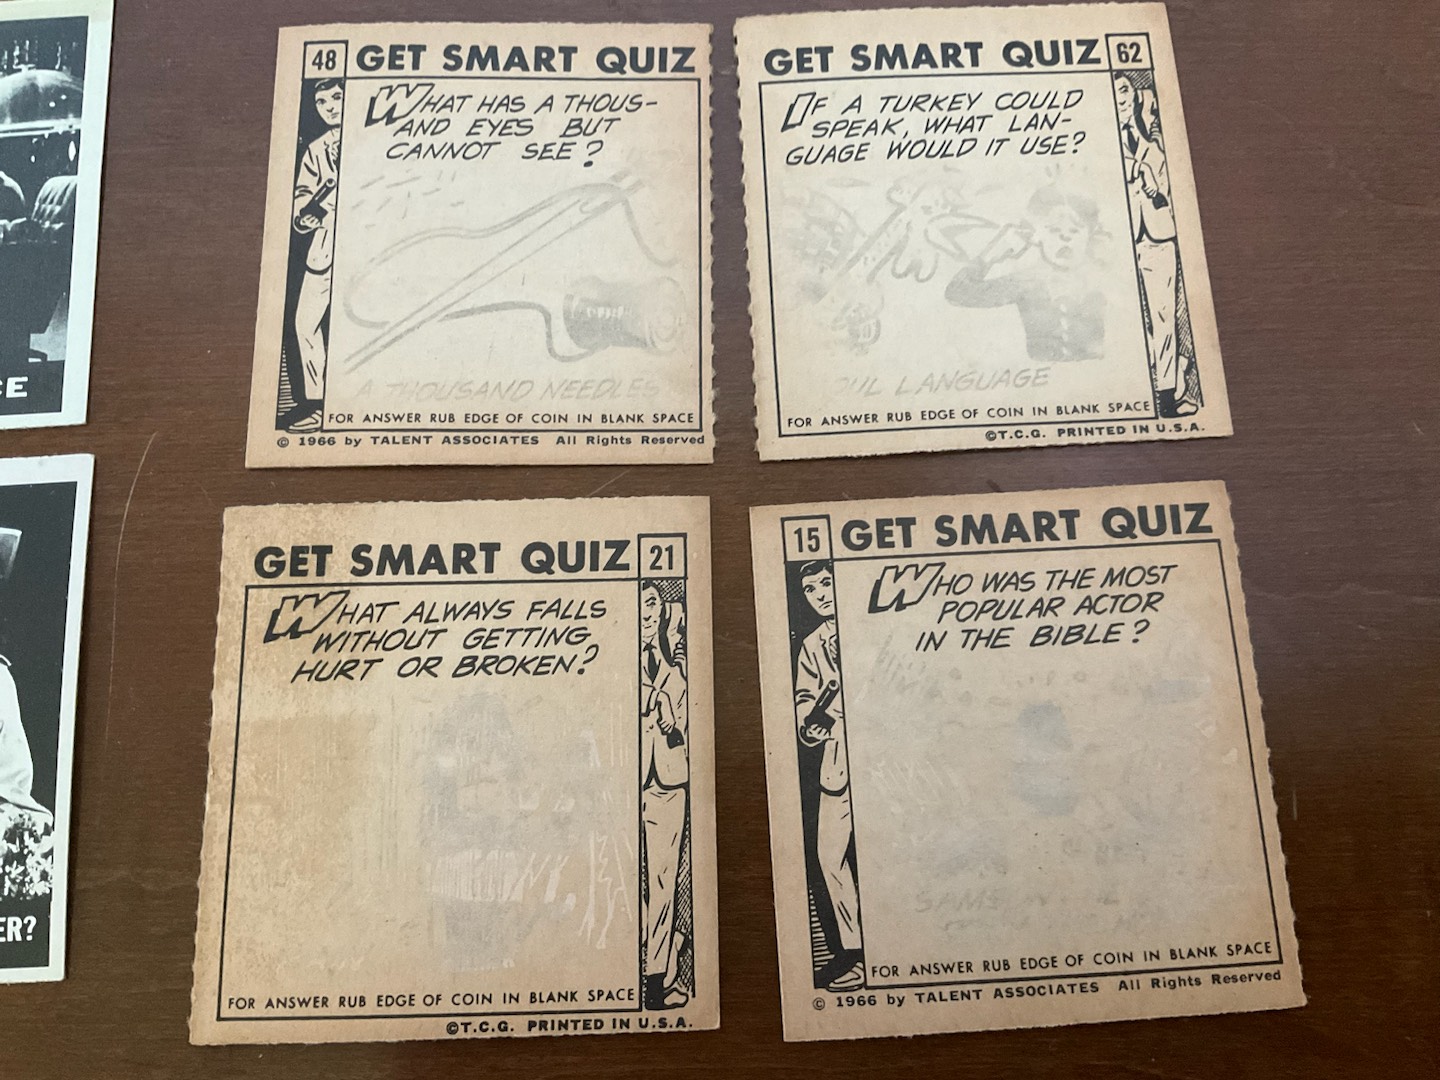 CE
ER?
48
GET SMART QUIZ
WHAT HAS A THOUS-
AND EYES BUT
CANNOT SEE?
A THOUSAND NEEDLES
FOR ANSWER RUB EDGE OF COIN IN BLANK SPACE
© 1966 by TALENT ASSOCIATES All Rights Reserved
GET SMART QUIZ
62
IF A TURKEY COULD
SPEAK, WHAT LAN-
GUAGE WOULD IT USE?
LANGUAGE
FOR ANSWER RUB EDGE OF COIN IN BLANK SPACE
©T.C.G. PRINTED IN U.S.A.
GET SMART QUIZ
21
WHAT ALWAYS FALLS
WITHOUT GETTING
HURT OR BROKEN?
FOR ANSWER RUB EDGE OF COIN IN BLANK SPACE
©T.C.G. PRINTED IN U.S.A.
15
GET SMART QUIZ
WHO WAS THE MOST
POPULAR ACTOR
IN THE BIBLE?
FOR ANSWER RUB EDGE OF COIN IN BLANK SPACE
© 1966 by TALENT ASSOCIATES All Rights Reserved